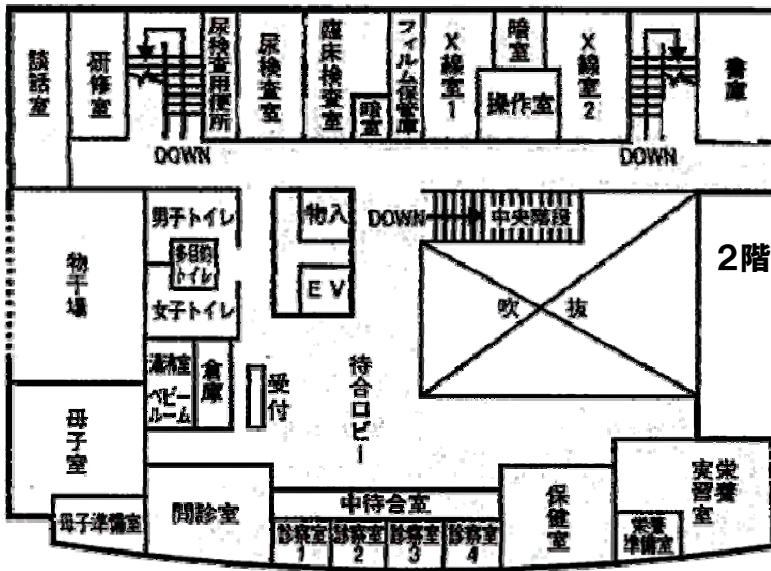 談話室
研修室
DOWN
尿検査用便所
尿検査室
臨床検査室
暗室
フィルム保管庫
X線室1
暗室
操作室
X線室2
DOWN
書庫
物干場
男子トイレ
多目的トイレ
女子トイレ
物入
EV
DOWN
中央階段
吹抜
2階
ベビールーム
倉庫
受付
待合ロビー
母子室
母子準備室
問診室
中待合室
診察室1
診察室2
診察室3
診察室4
保健室
栄養実習室
栄養準備室